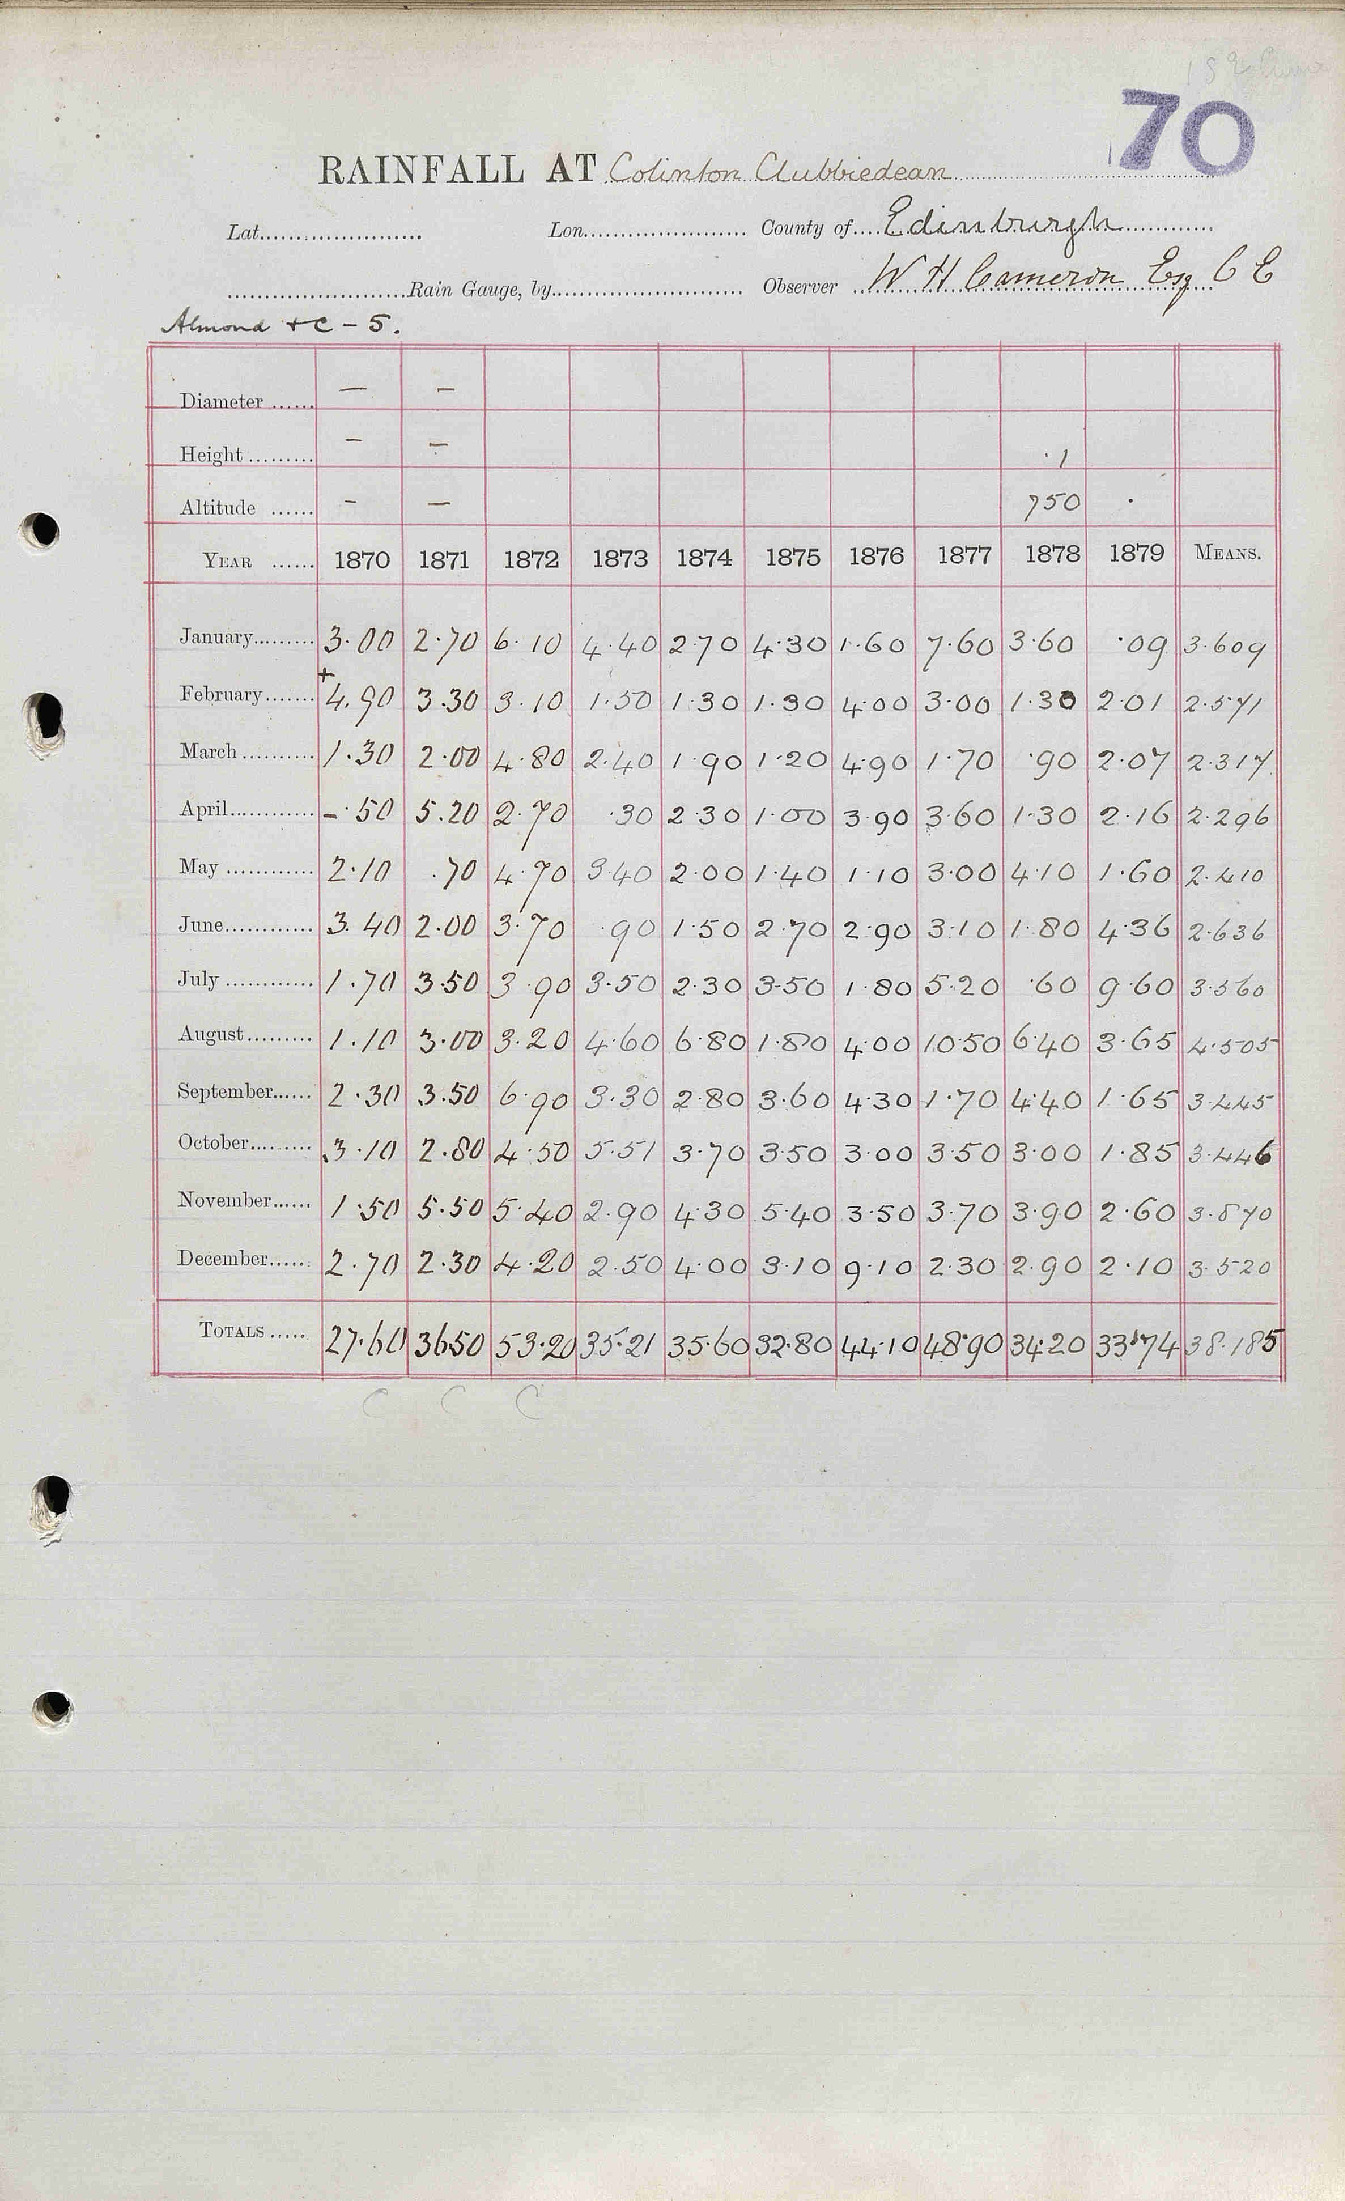 70
RAINFALL AT Colinton Clubbiedean
Lat. Lon. County of Edinburgh
Rain Gauge, by Observer W H Cameron Esq C E
Almond & C - 5.
Diameter — —
Height — — ·1
Altitude — — 750 ·
YEAR 1870 1871 1872 1873 1874 1875 1876 1877 1878 1879 MEANS.
January 3·00 2·70 6·10 4·40 2·70 4·30 1·60 7·60 3·60 ·09 3·609
February + 4.90 3.30 3·10 1·50 1·30 1·30 4·00 3·00 1·30 2·01 2·571
March 1·30 2·00 4·80 2·40 1·90 1·20 4·90 1·70 ·90 2·07 2·317
April -·50 5.20 2·70 ·30 2·30 1·00 3·90 3·60 1·30 2·16 2·296
May 2·10 ·70 4·70 3·40 2·00 1·40 1·10 3·00 4·10 1·60 2·410
June 3.40 2·00 3·70 ·90 1·50 2·70 2·90 3·10 1·80 4·36 2·636
July 1·70 3·50 3·90 3·50 2·30 3·50 1·80 5·20 ·60 9·60 3·560
August 1·10 3·00 3·20 4·60 6·80 1·80 4·00 10·50 6·40 3·65 4·505
September 2·30 3.50 6·90 3·30 2·80 3·60 4·30 1·70 4·40 1·65 3·445
October 3·10 2·80 4·50 5·51 3·70 3·50 3·00 3·50 3·00 1·85 3·446
November 1·50 5·50 5·40 2·90 4·30 5·40 3·50 3·70 3·90 2·60 3·870
December 2·70 2·30 4·20 2·50 4·00 3·10 9·10 2·30 2·90 2·10 3·520
TOTALS 27·60 36·50 53·20 35·21 35·60 32·80 44·10 48·90 34·20 33·74 38·185
C C C